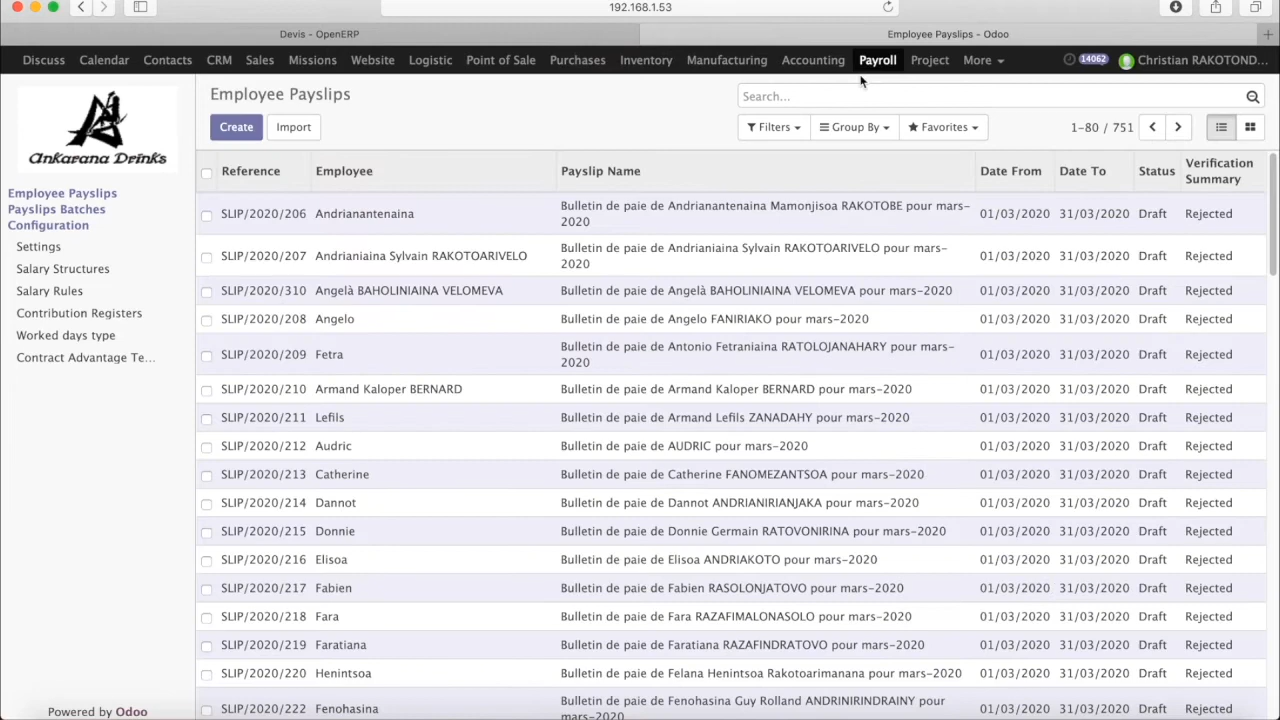 192.168.1.53
Devis - OpenERP
Employee Payslips - Odoo
Discuss Calendar Contacts CRM Sales Missions Website Logistic Point of Sale Purchases Inventory Manufacturing Accounting Payroll Project More 14062 Christian RAKOTOND...
Ankarana Drinks
Employee Payslips
Payslips Batches
Configuration
Settings
Salary Structures
Salary Rules
Contribution Registers
Worked days type
Contract Advantage Te...
Powered by Odoo
Employee Payslips
Search...
Create Import
Filters Group By Favorites 1-80 / 751
Reference Employee Payslip Name Date From Date To Status Verification Summary
SLIP/2020/206 Andrianantenaina Bulletin de paie de Andrianantenaina Mamonjisoa RAKOTOBE pour mars-2020 01/03/2020 31/03/2020 Draft Rejected
SLIP/2020/207 Andrianiaina Sylvain RAKOTOARIVELO Bulletin de paie de Andrianiaina Sylvain RAKOTOARIVELO pour mars-2020 01/03/2020 31/03/2020 Draft Rejected
SLIP/2020/310 Angelà BAHOLINIAINA VELOMEVA Bulletin de paie de Angelà BAHOLINIAINA VELOMEVA pour mars-2020 01/03/2020 31/03/2020 Draft Rejected
SLIP/2020/208 Angelo Bulletin de paie de Angelo FANIRIAKO pour mars-2020 01/03/2020 31/03/2020 Draft Rejected
SLIP/2020/209 Fetra Bulletin de paie de Antonio Fetraniaina RATOLOJANAHARY pour mars-2020 01/03/2020 31/03/2020 Draft Rejected
SLIP/2020/210 Armand Kaloper BERNARD Bulletin de paie de Armand Kaloper BERNARD pour mars-2020 01/03/2020 31/03/2020 Draft Rejected
SLIP/2020/211 Lefils Bulletin de paie de Armand Lefils ZANADAHY pour mars-2020 01/03/2020 31/03/2020 Draft Rejected
SLIP/2020/212 Audric Bulletin de paie de AUDRIC pour mars-2020 01/03/2020 31/03/2020 Draft Rejected
SLIP/2020/213 Catherine Bulletin de paie de Catherine FANOMEZANTSOA pour mars-2020 01/03/2020 31/03/2020 Draft Rejected
SLIP/2020/214 Dannot Bulletin de paie de Dannot ANDRIANIRIANJAKA pour mars-2020 01/03/2020 31/03/2020 Draft Rejected
SLIP/2020/215 Donnie Bulletin de paie de Donnie Germain RATOVONIRINA pour mars-2020 01/03/2020 31/03/2020 Draft Rejected
SLIP/2020/216 Elisoa Bulletin de paie de Elisoa ANDRIAKOTO pour mars-2020 01/03/2020 31/03/2020 Draft Rejected
SLIP/2020/217 Fabien Bulletin de paie de Fabien RASOLONJATOVO pour mars-2020 01/03/2020 31/03/2020 Draft Rejected
SLIP/2020/218 Fara Bulletin de paie de Fara RAZAFIMALONASOLO pour mars-2020 01/03/2020 31/03/2020 Draft Rejected
SLIP/2020/219 Faratiana Bulletin de paie de Faratiana RAZAFINDRATOVO pour mars-2020 01/03/2020 31/03/2020 Draft Rejected
SLIP/2020/220 Henintsoa Bulletin de paie de Felana Henintsoa Rakotoarimanana pour mars-2020 01/03/2020 31/03/2020 Draft Rejected
SLIP/2020/222 Fenohasina Bulletin de paie de Fenohasina Guy Rolland ANDRINIRINDRAINY pour mars-2020 01/03/2020 31/03/2020 Draft Rejected